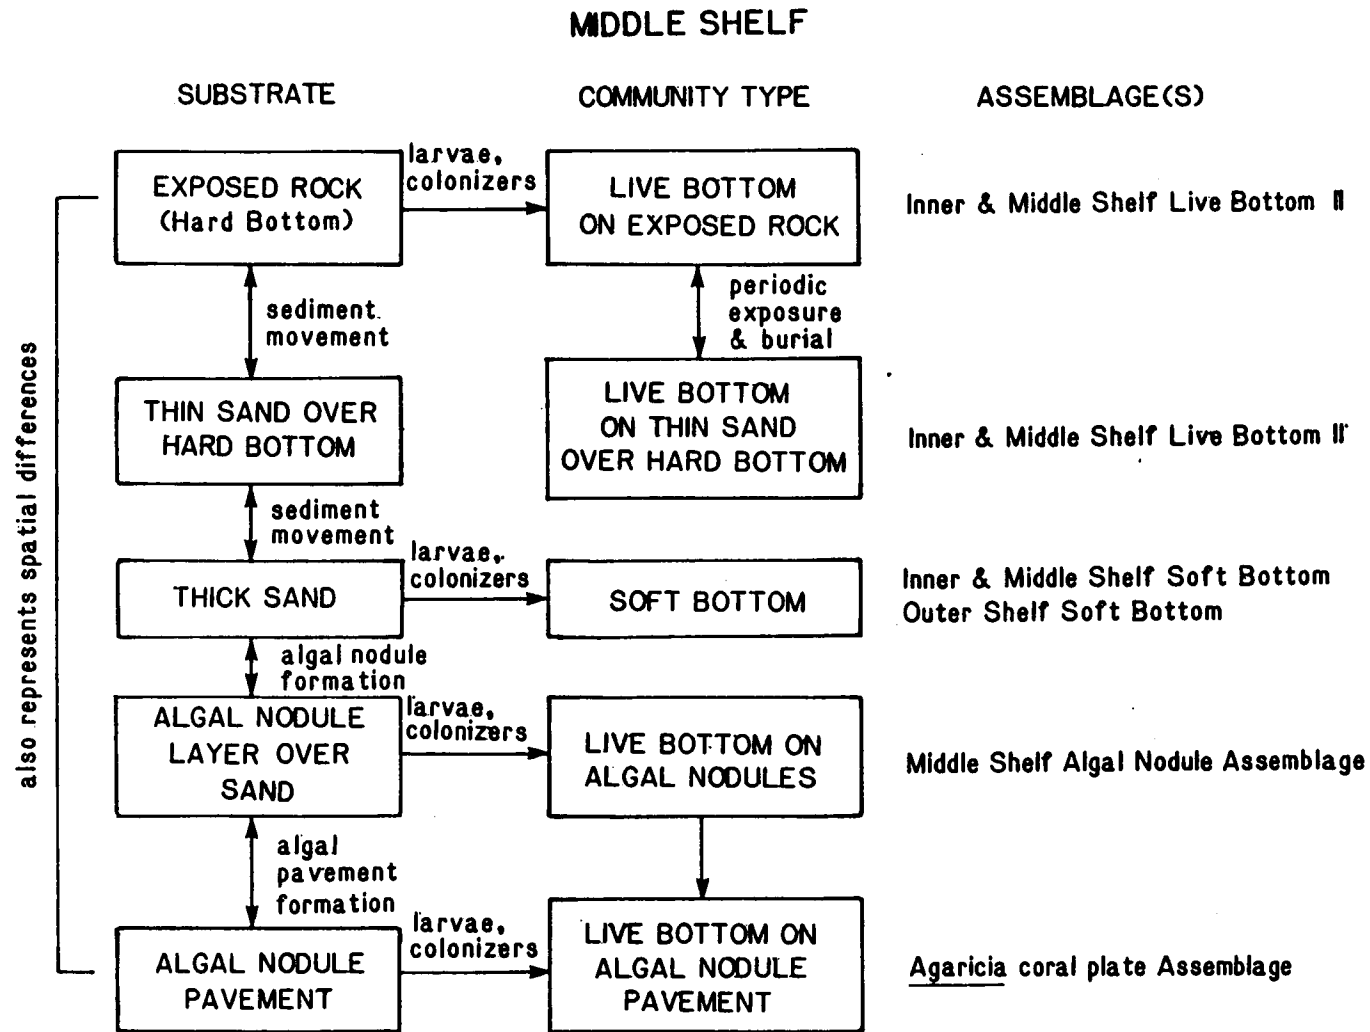 MIDDLE SHELF
SUBSTRATE
COMMUNITY TYPE
ASSEMBLAGE(S)
EXPOSED ROCK
(Hard Bottom)
larvae,
colonizers
LIVE BOTTOM
ON EXPOSED ROCK
Inner & Middle Shelf Live Bottom II
sediment
movement
periodic
exposure
& burial
THIN SAND OVER
HARD BOTTOM
LIVE BOTTOM
ON THIN SAND
OVER HARD BOTTOM
Inner & Middle Shelf Live Bottom II
sediment
movement
THICK SAND
larvae,
colonizers
SOFT BOTTOM
Inner & Middle Shelf Soft Bottom
Outer Shelf Soft Bottom
algal nodule
formation
ALGAL NODULE
LAYER OVER
SAND
larvae,
colonizers
LIVE BOTTOM ON
ALGAL NODULES
Middle Shelf Algal Nodule Assemblage
algal
pavement
formation
ALGAL NODULE
PAVEMENT
larvae,
colonizers
LIVE BOTTOM ON
ALGAL NODULE
PAVEMENT
Agaricia coral plate Assemblage
also represents spatial differences